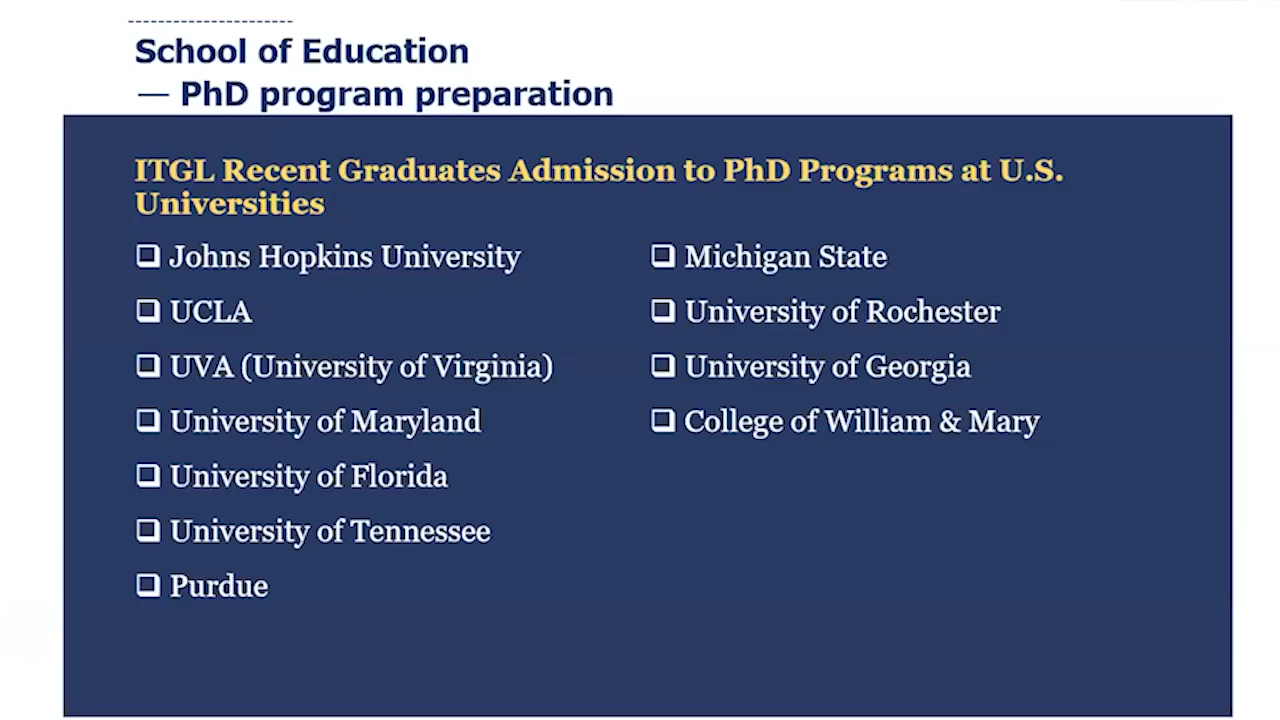 School of Education
— PhD program preparation
ITGL Recent Graduates Admission to PhD Programs at U.S.
Universities
❑ Johns Hopkins University
❑ UCLA
❑ UVA (University of Virginia)
❑ University of Maryland
❑ University of Florida
❑ University of Tennessee
❑ Purdue
❑ Michigan State
❑ University of Rochester
❑ University of Georgia
❑ College of William & Mary